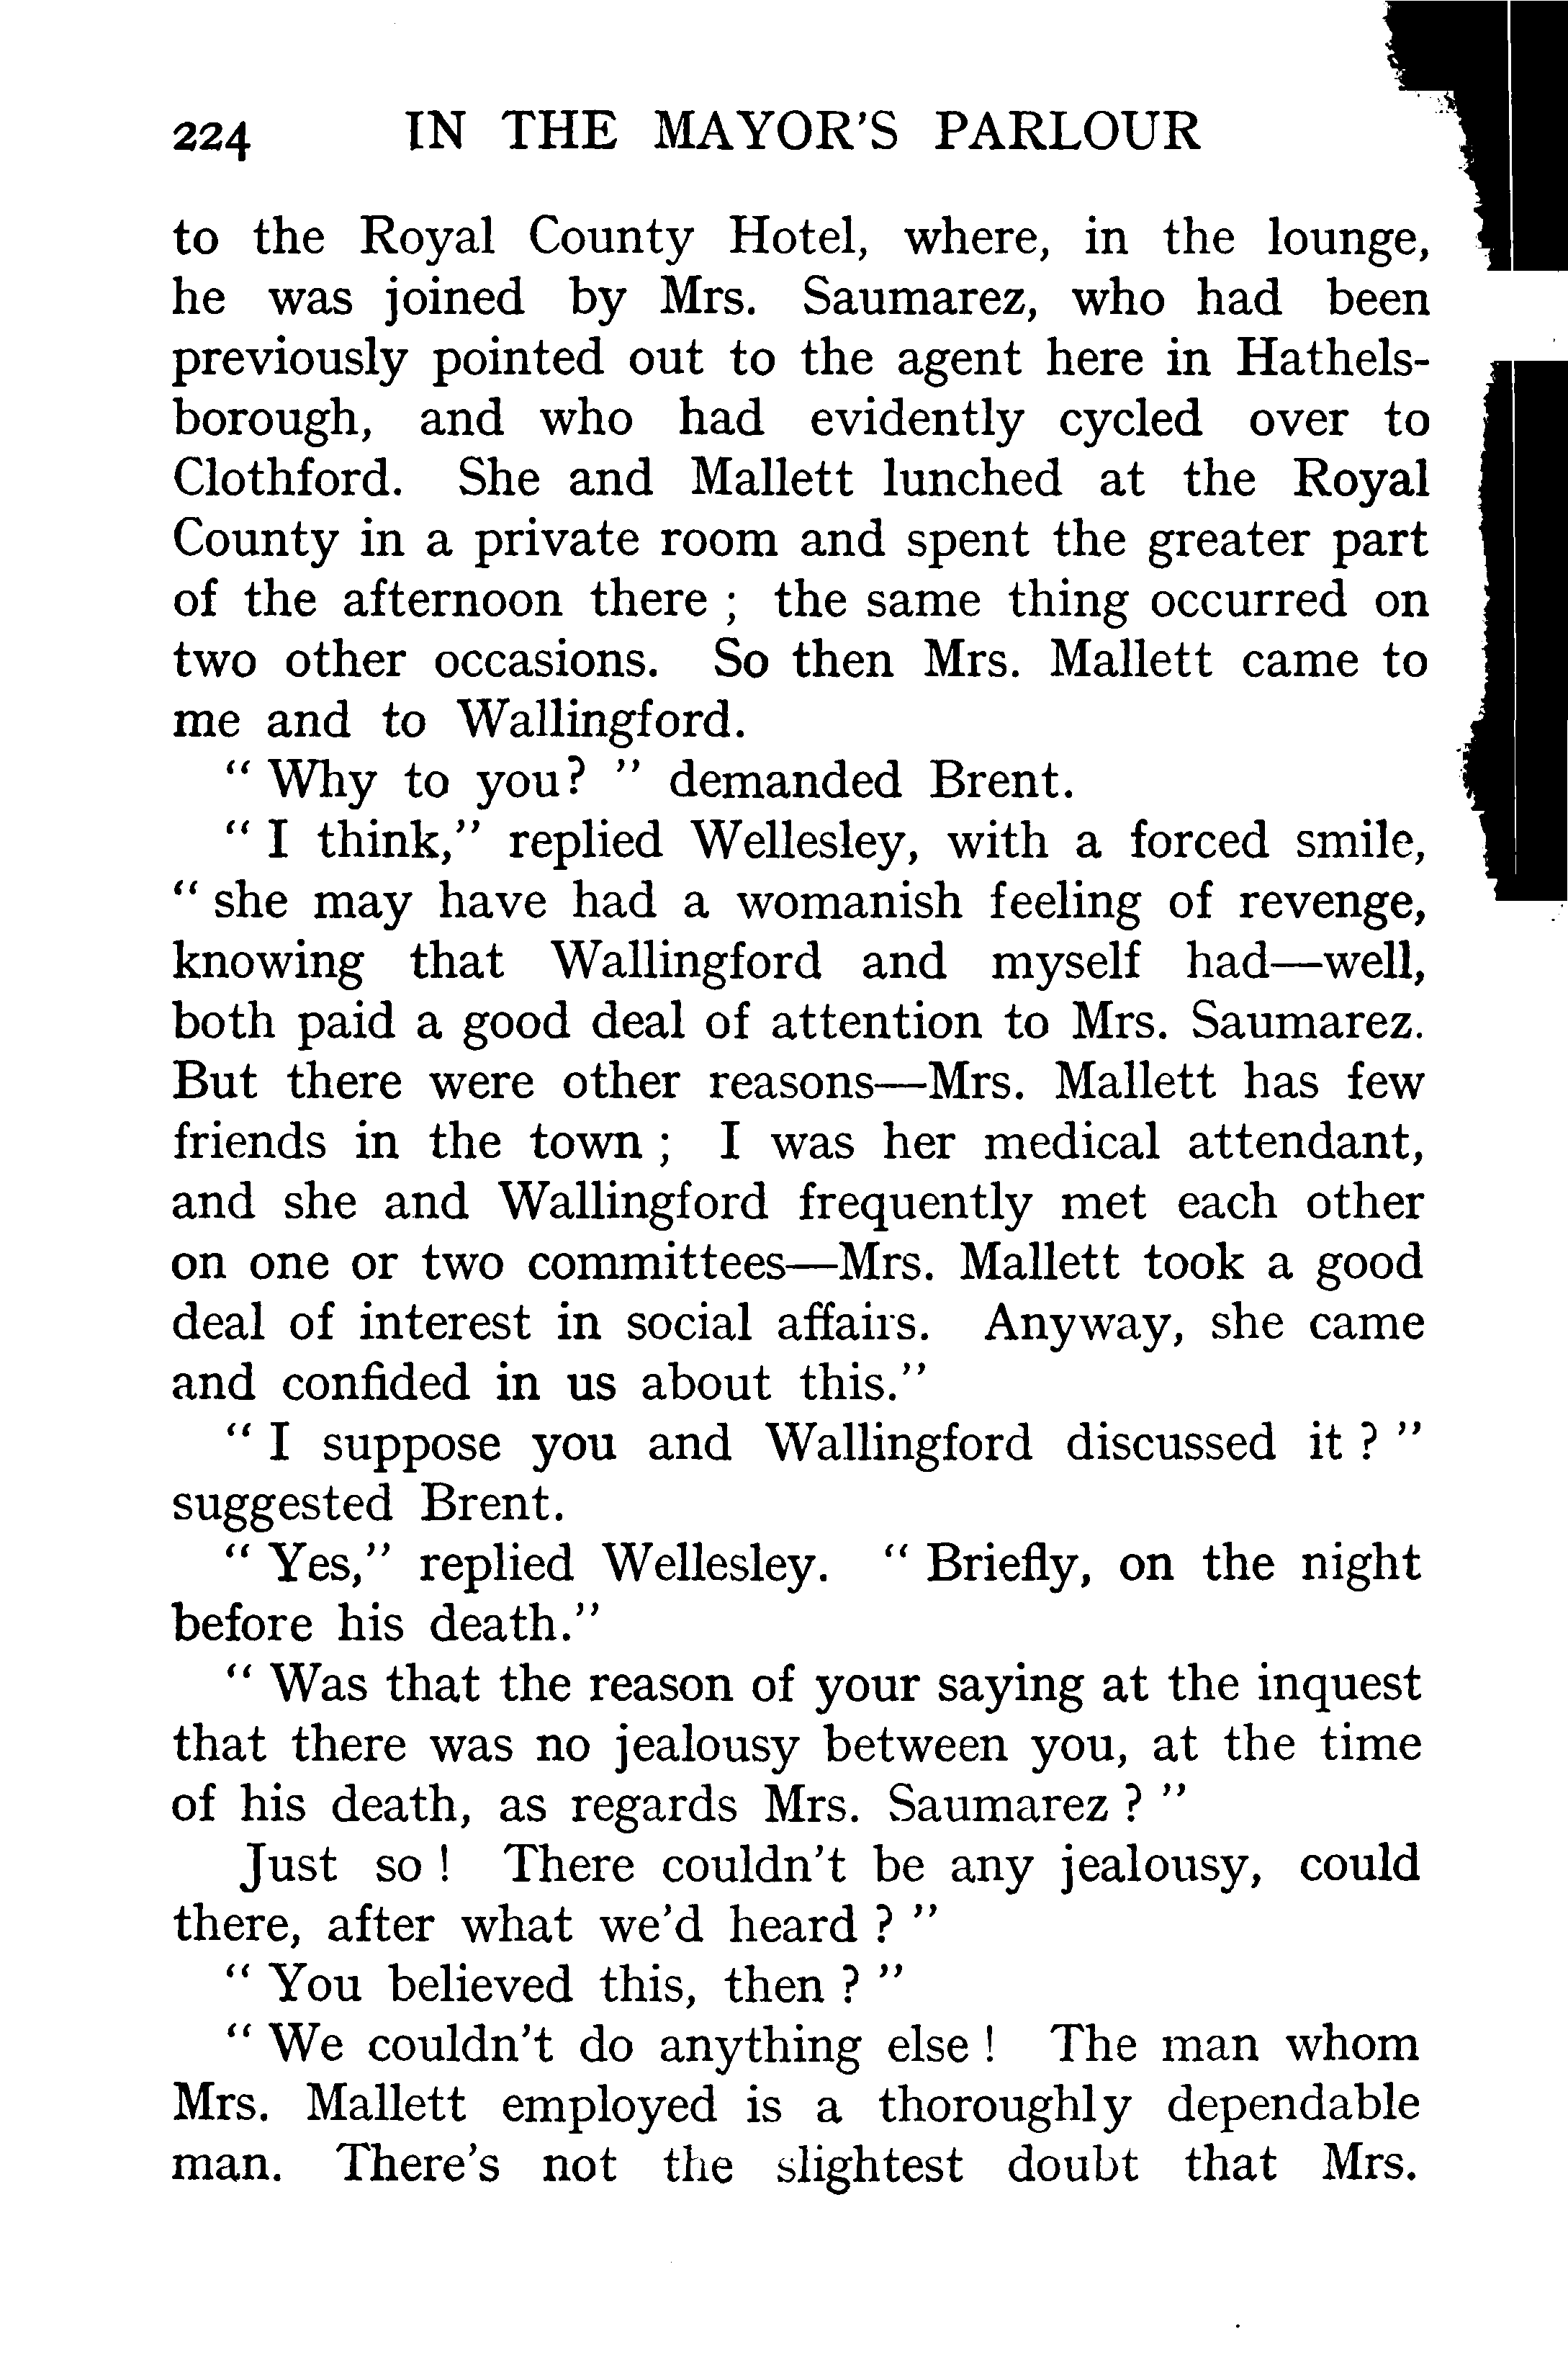 224 IN THE MAYOR'S PARLOUR
to the Royal County Hotel, where, in the lounge,
he was joined by Mrs. Saumarez, who had been
previously pointed out to the agent here in Hathels-
borough, and who had evidently cycled over to
Clothford. She and Mallett lunched at the Royal
County in a private room and spent the greater part
of the afternoon there ; the same thing occurred on
two other occasions. So then Mrs. Mallett came to
me and to Wallingford.
“ Why to you? ” demanded Brent.
“ I think,” replied Wellesley, with a forced smile,
“ she may have had a womanish feeling of revenge,
knowing that Wallingford and myself had—well,
both paid a good deal of attention to Mrs. Saumarez.
But there were other reasons—Mrs. Mallett has few
friends in the town ; I was her medical attendant,
and she and Wallingford frequently met each other
on one or two committees—Mrs. Mallett took a good
deal of interest in social affairs. Anyway, she came
and confided in us about this.”
“ I suppose you and Wallingford discussed it ? ”
suggested Brent.
“ Yes,” replied Wellesley. “ Briefly, on the night
before his death.”
“ Was that the reason of your saying at the inquest
that there was no jealousy between you, at the time
of his death, as regards Mrs. Saumarez ? ”
Just so ! There couldn't be any jealousy, could
there, after what we'd heard ? ”
“ You believed this, then ? ”
“ We couldn't do anything else ! The man whom
Mrs. Mallett employed is a thoroughly dependable
man. There's not the slightest doubt that Mrs.